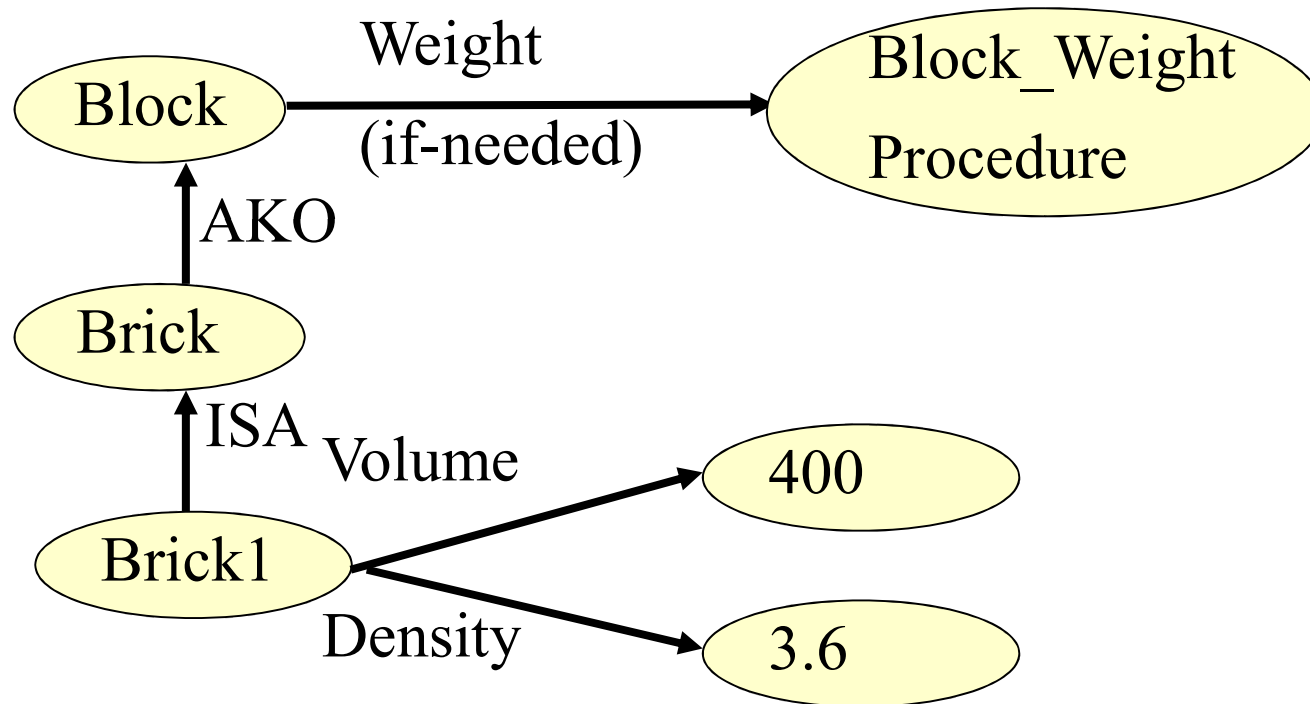 Weight
(if-needed)
Block
Block_Weight
Procedure
AKO
Brick
ISA
Volume
400
Brick1
Density
3.6